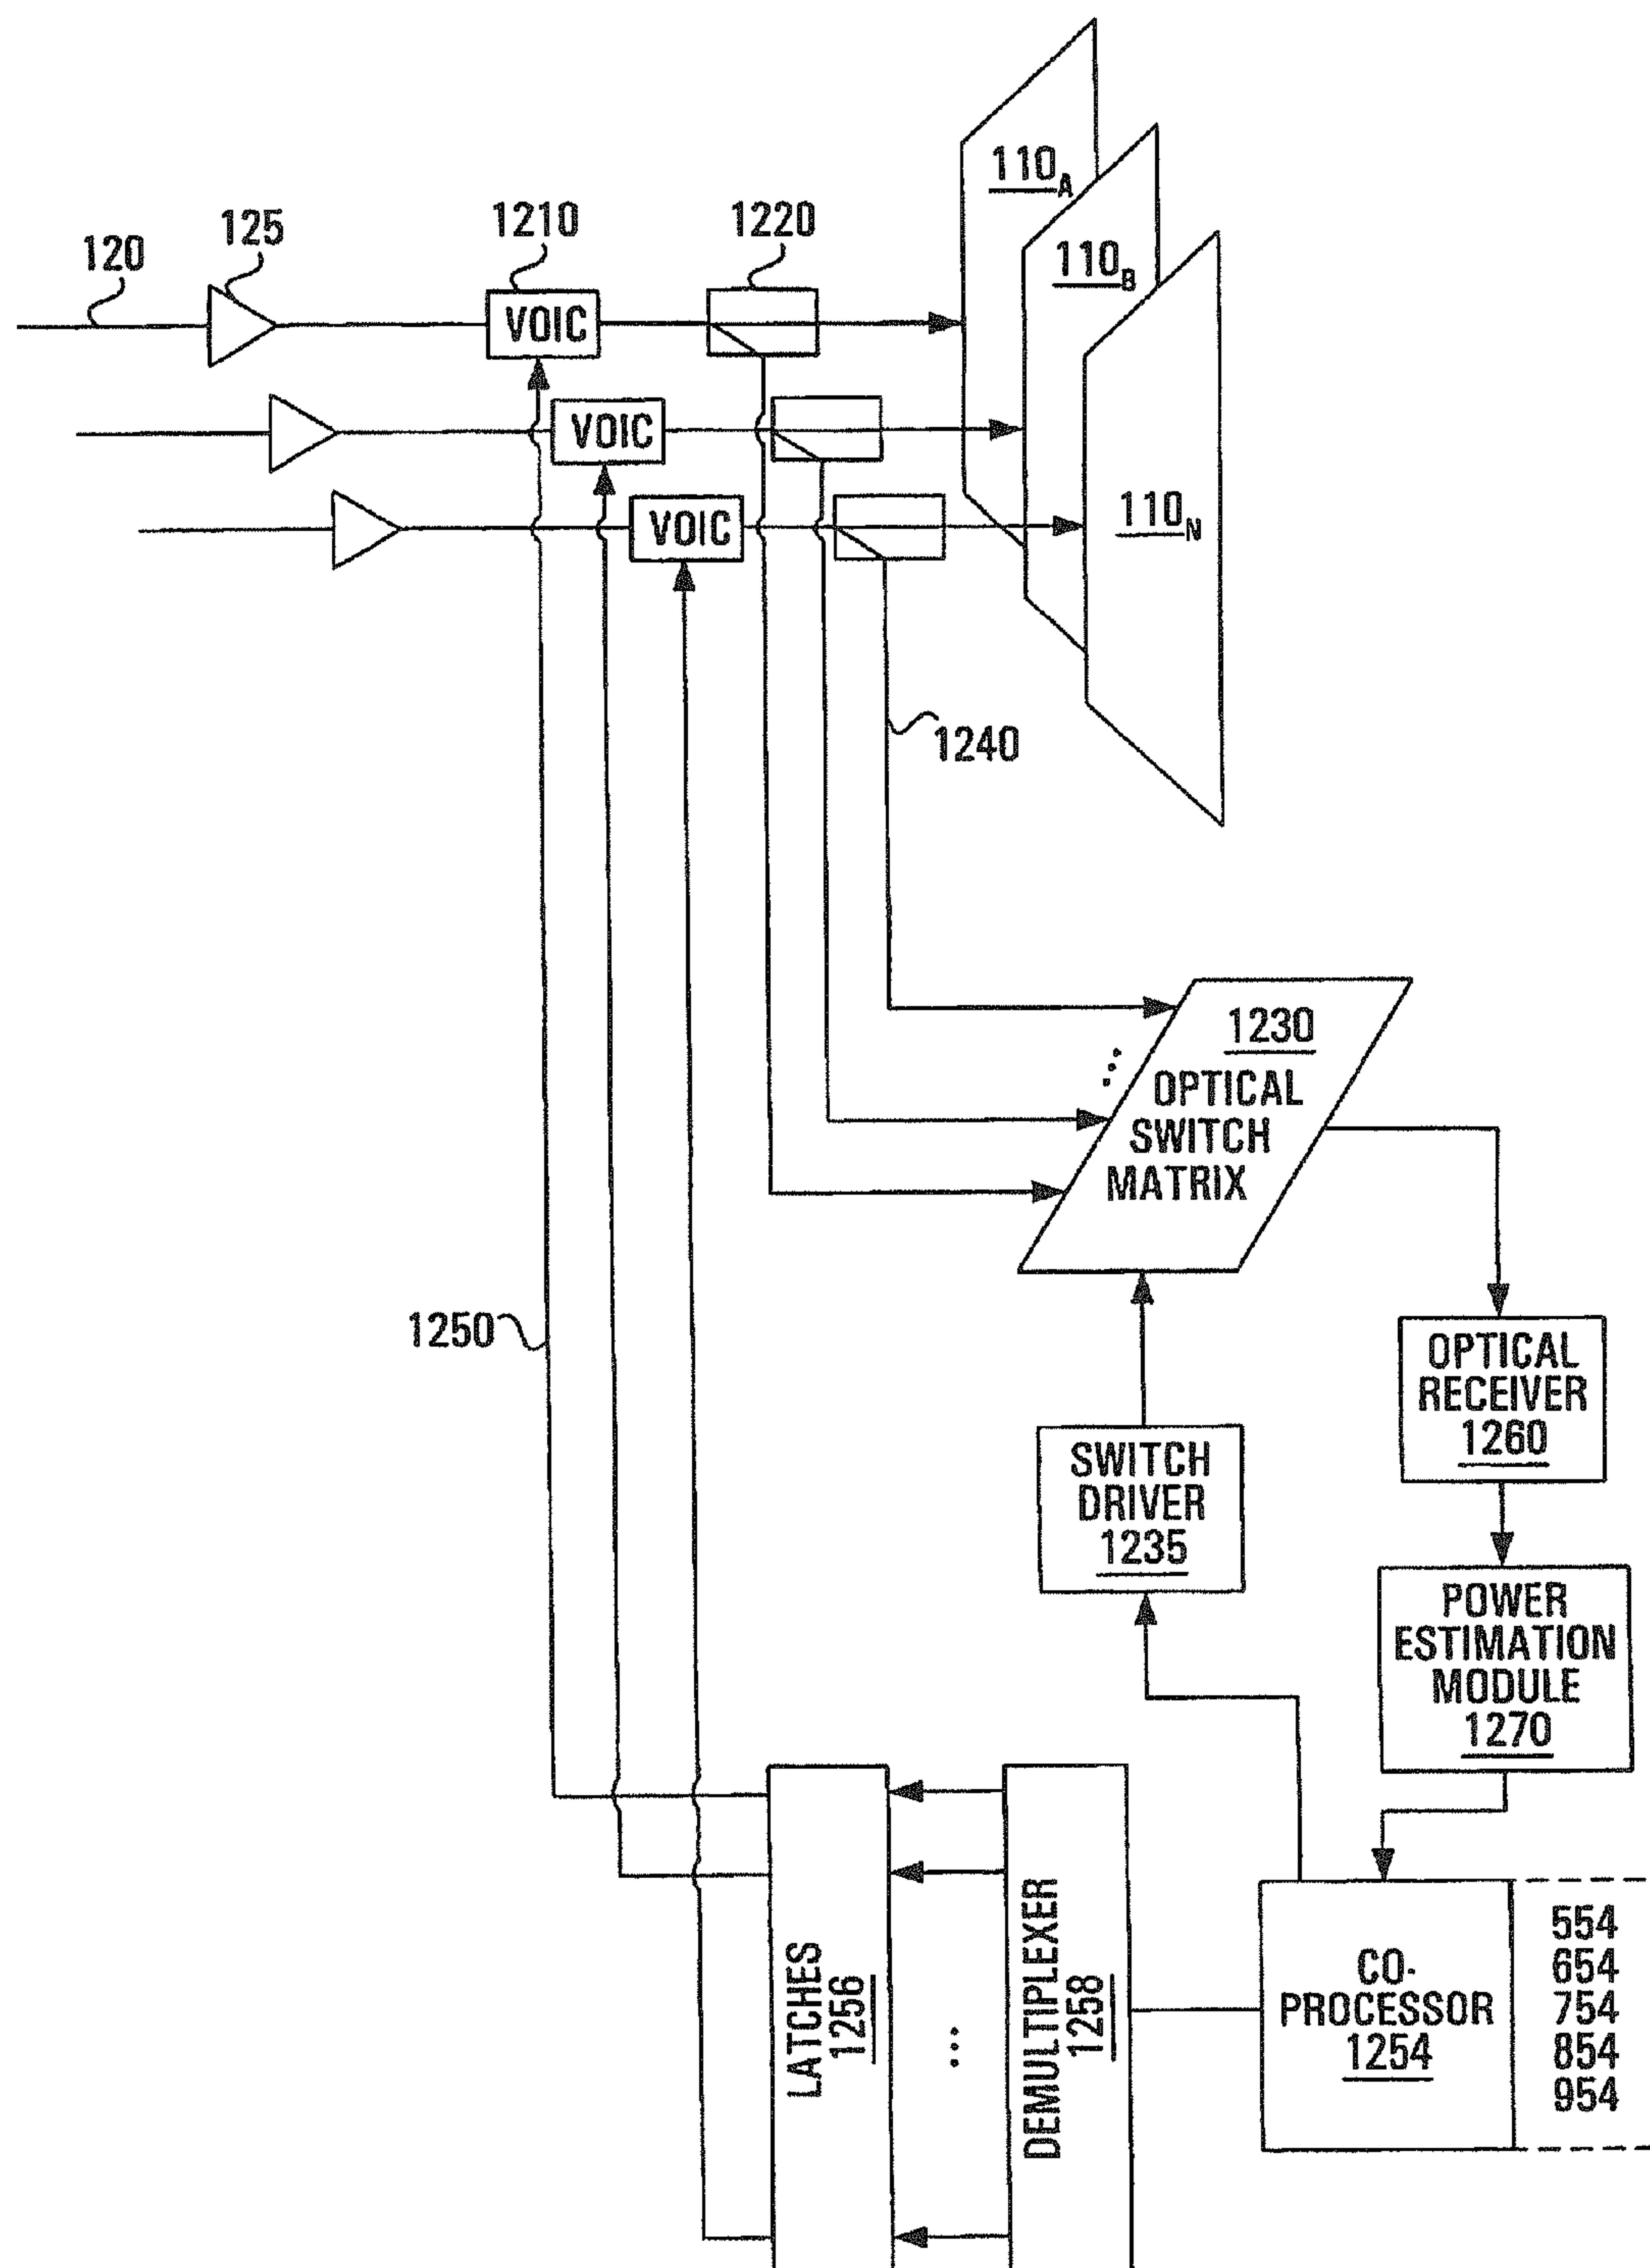 110A
125
1210
1220
120
110B
VOIC
VOIC
VOIC
110N
1240
1230
OPTICAL
SWITCH
MATRIX
1250
OPTICAL
RECEIVER
1260
SWITCH
DRIVER
1235
POWER
ESTIMATION
MODULE
1270
LATCHES
1256
...
DEMULTIPLEXER
1258
CO-
PROCESSOR
1254
554
654
754
854
954